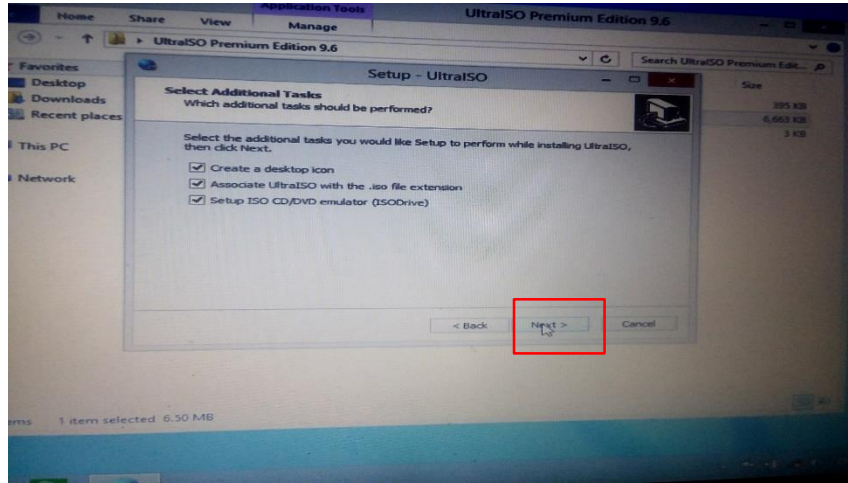 Application Tools
UltraISO Premium Edition 9.6
Home Share View Manage
UltraISO Premium Edition 9.6
Search UltraISO Premium Edit...
Favorites
Desktop
Downloads
Recent places
This PC
Network
Size
395 KB
6,663 KB
3 KB
Setup - UltraISO
Select Additional Tasks
Which additional tasks should be performed?
Select the additional tasks you would like Setup to perform while installing UltraISO,
then click Next.
Create a desktop icon
Associate UltraISO with the .iso file extension
Setup ISO CD/DVD emulator (ISODrive)
< Back Next > Cancel
1 item selected 6.50 MB